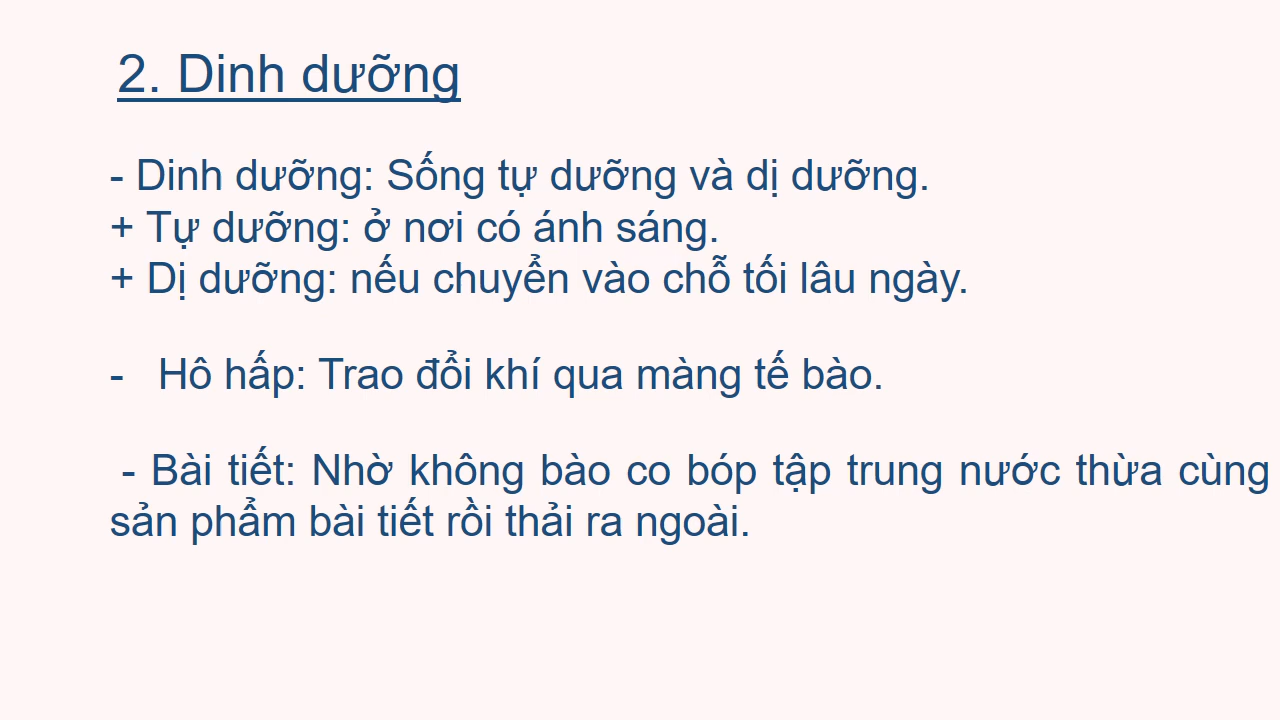 2. Dinh dưỡng
- Dinh dưỡng: Sống tự dưỡng và dị dưỡng.
+ Tự dưỡng: ở nơi có ánh sáng.
+ Dị dưỡng: nếu chuyển vào chỗ tối lâu ngày.
- Hô hấp: Trao đổi khí qua màng tế bào.
- Bài tiết: Nhờ không bào co bóp tập trung nước thừa cùng
sản phẩm bài tiết rồi thải ra ngoài.